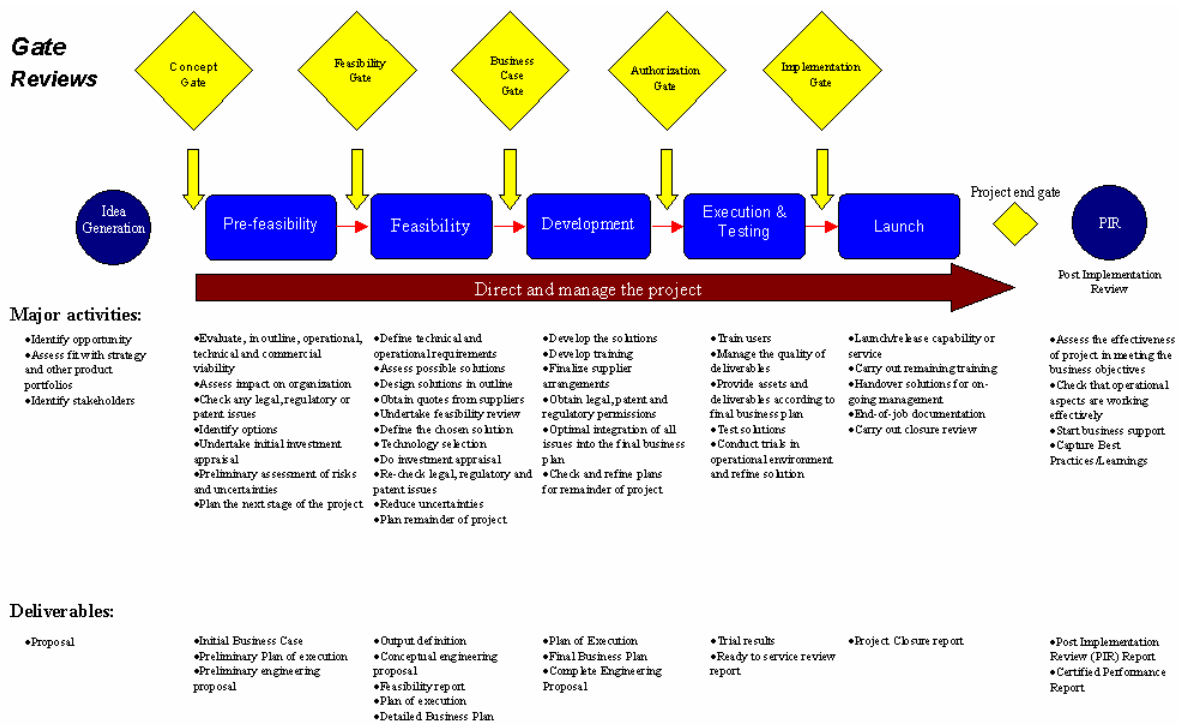 Gate
Reviews
Concept
Gate
Feasibility
Gate
Business
Case
Gate
Authorization
Gate
Implementation
Gate
Idea
Generation
Pre-feasibility
Feasibility
Development
Execution &
Testing
Launch
Project end gate
PIR
Post Implementation
Review
Direct and manage the project
Major activities:
•Identify opportunity
•Assess fit with strategy
and other product
portfolios
•Identify stakeholders
•Evaluate, in outline, operational,
technical and commercial
viability
•Assess impact on organization
•Check any legal, regulatory or
patent issues
•Identify options
•Undertake initial investment
appraisal
•Preliminary assessment of risks
and uncertainties
•Plan the next stage of the project
•Define technical and
operational requirements
•Assess possible solutions
•Design solutions in outline
•Obtain quotes from suppliers
•Undertake feasibility review
•Define the chosen solution
•Technology selection
•Do investment appraisal
•Re-check legal, regulatory and
patent issues
•Reduce uncertainties
•Plan remainder of project
•Develop the solutions
•Develop training
•Finalize supplier
arrangements
•Obtain legal, patent and
regulatory permissions
•Optimal integration of all
issues into the final business
plan
•Check and refine plans
for remainder of project
•Train users
•Manage the quality of
deliverables
•Provide assets and
deliverables according to
final business plan
•Test solutions
•Conduct trials in
operational environment
and refine solution
•Launch/release capability or
service
•Carry out remaining training
•Handover solutions for on-
going management
•End-of-job documentation
•Carry out closure review
•Assess the effectiveness
of project in meeting the
business objectives
•Check that operational
aspects are working
effectively
•Start business support
•Capture Best
Practices/Learnings
Deliverables:
•Proposal
•Initial Business Case
•Preliminary Plan of execution
•Preliminary engineering
proposal
•Output definition
•Conceptual engineering
proposal
•Feasibility report
•Plan of execution
•Detailed Business Plan
•Plan of Execution
•Final Business Plan
•Complete Engineering
Proposal
•Trial results
•Ready to service review
report
•Project Closure report
•Post Implementation
Review (PIR) Report
•Certified Performance
Report